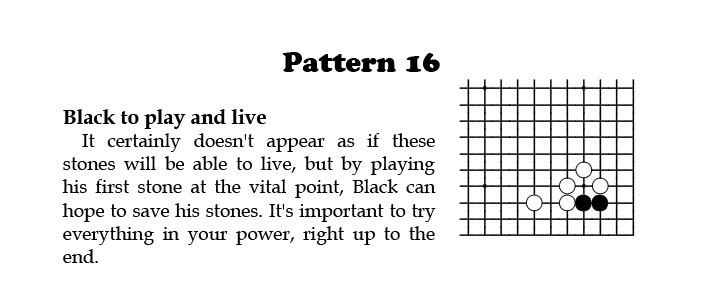 Pattern 16
Black to play and live
It certainly doesn't appear as if these
stones will be able to live, but by playing
his first stone at the vital point, Black can
hope to save his stones. It's important to try
everything in your power, right up to the
end.